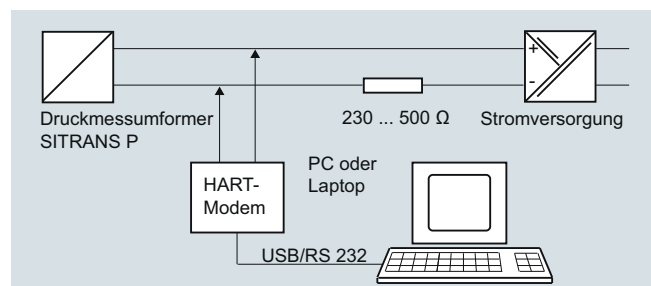 +
-
Druckmessumformer
SITRANS P
230 ... 500 Ω
Stromversorgung
HART-
Modem
PC oder
Laptop
USB/RS 232